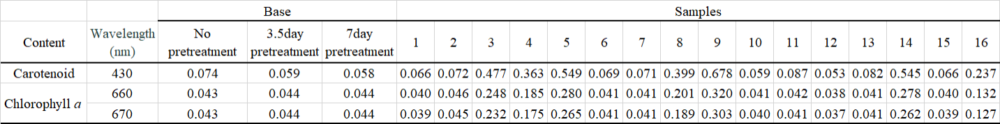 Base Samples
Content Wavelength (nm) No pretreatment 3.5day pretreatment 7day pretreatment 1 2 3 4 5 6 7 8 9 10 11 12 13 14 15 16
Carotenoid 430 0.074 0.059 0.058 0.066 0.072 0.477 0.363 0.549 0.069 0.071 0.399 0.678 0.059 0.087 0.053 0.082 0.545 0.066 0.237
Chlorophyll a 660 0.043 0.044 0.044 0.040 0.046 0.248 0.185 0.280 0.041 0.041 0.201 0.320 0.041 0.042 0.038 0.041 0.278 0.040 0.132
670 0.043 0.044 0.044 0.039 0.045 0.232 0.175 0.265 0.041 0.041 0.189 0.303 0.040 0.041 0.037 0.041 0.262 0.039 0.127